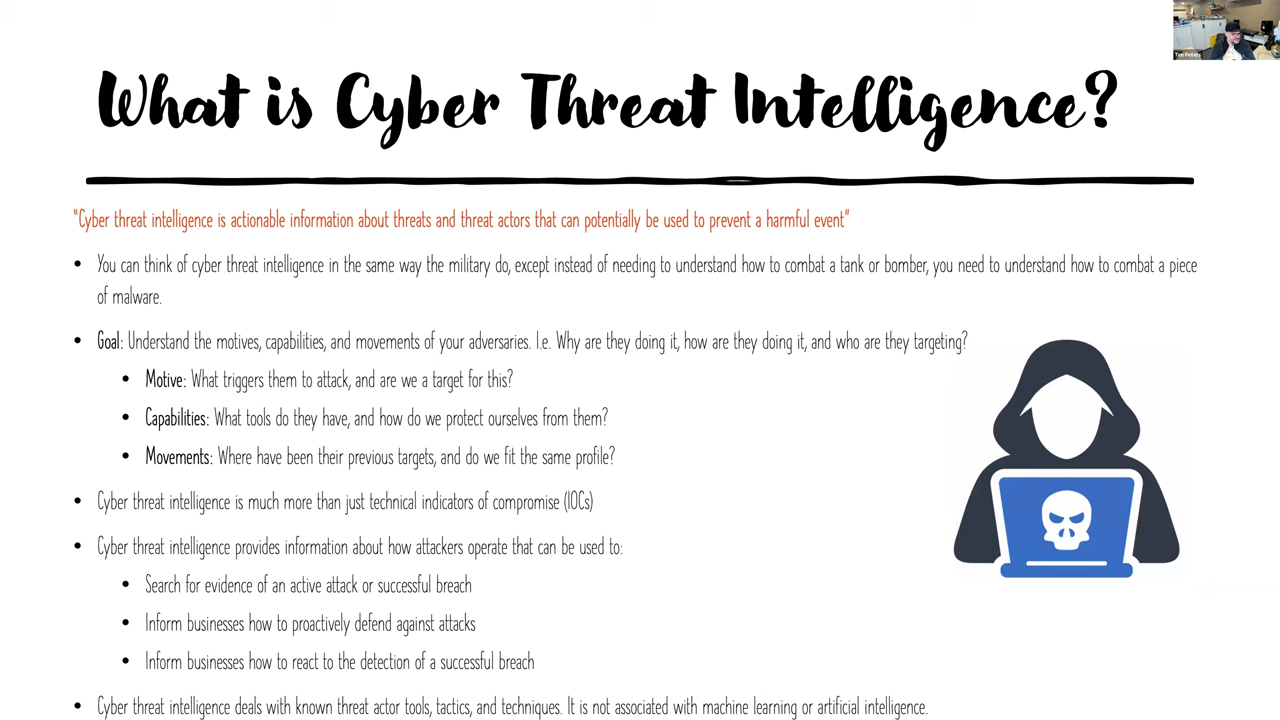 What is Cyber Threat Intelligence?
"Cyber threat intelligence is actionable information about threats and threat actors that can potentially be used to prevent a harmful event"
• You can think of cyber threat intelligence in the same way the military do, except instead of needing to understand how to combat a tank or bomber, you need to understand how to combat a piece
of malware.
• Goal: Understand the motives, capabilities, and movements of your adversaries. I.e. Why are they doing it, how are they doing it, and who are they targeting?
• Motive: What triggers them to attack, and are we a target for this?
• Capabilities: What tools do they have, and how do we protect ourselves from them?
• Movements: Where have been their previous targets, and do we fit the same profile?
• Cyber threat intelligence is much more than just technical indicators of compromise (IOCs)
• Cyber threat intelligence provides information about how attackers operate that can be used to:
• Search for evidence of an active attack or successful breach
• Inform businesses how to proactively defend against attacks
• Inform businesses how to react to the detection of a successful breach
• Cyber threat intelligence deals with known threat actor tools, tactics, and techniques. It is not associated with machine learning or artificial intelligence.
Tim Peters